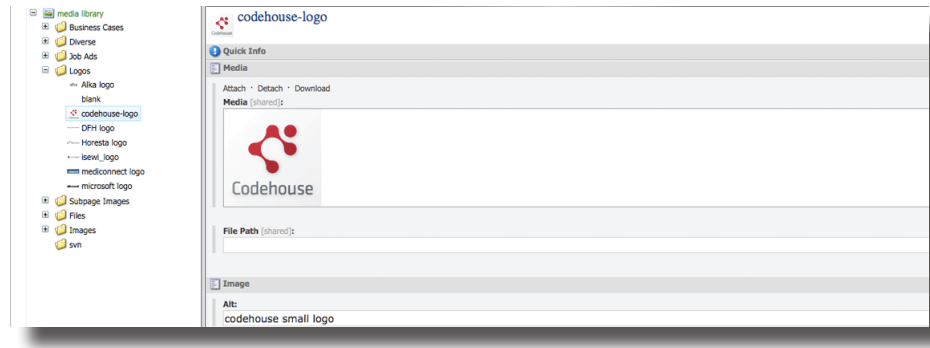 media library
Business Cases
Diverse
Job Ads
Logos
Alka logo
blank
codehouse-logo
DFH logo
Horesta logo
isewi_logo
mediconnect logo
microsoft logo
Subpage Images
Files
Images
svn
codehouse-logo
Quick Info
Media
Attach · Detach · Download
Media [shared]:
Codehouse
File Path [shared]:
Image
Alt:
codehouse small logo